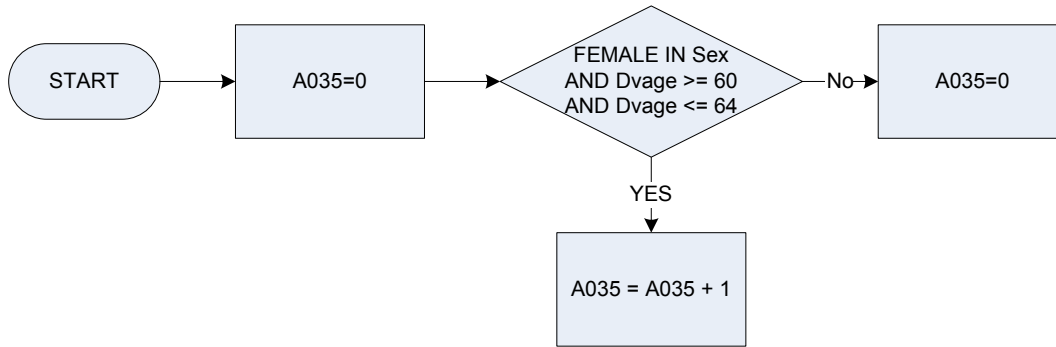 START
A035=0
FEMALE IN Sex
AND Dvage >= 60
AND Dvage <= 64
No
A035=0
YES
A035 = A035 + 1